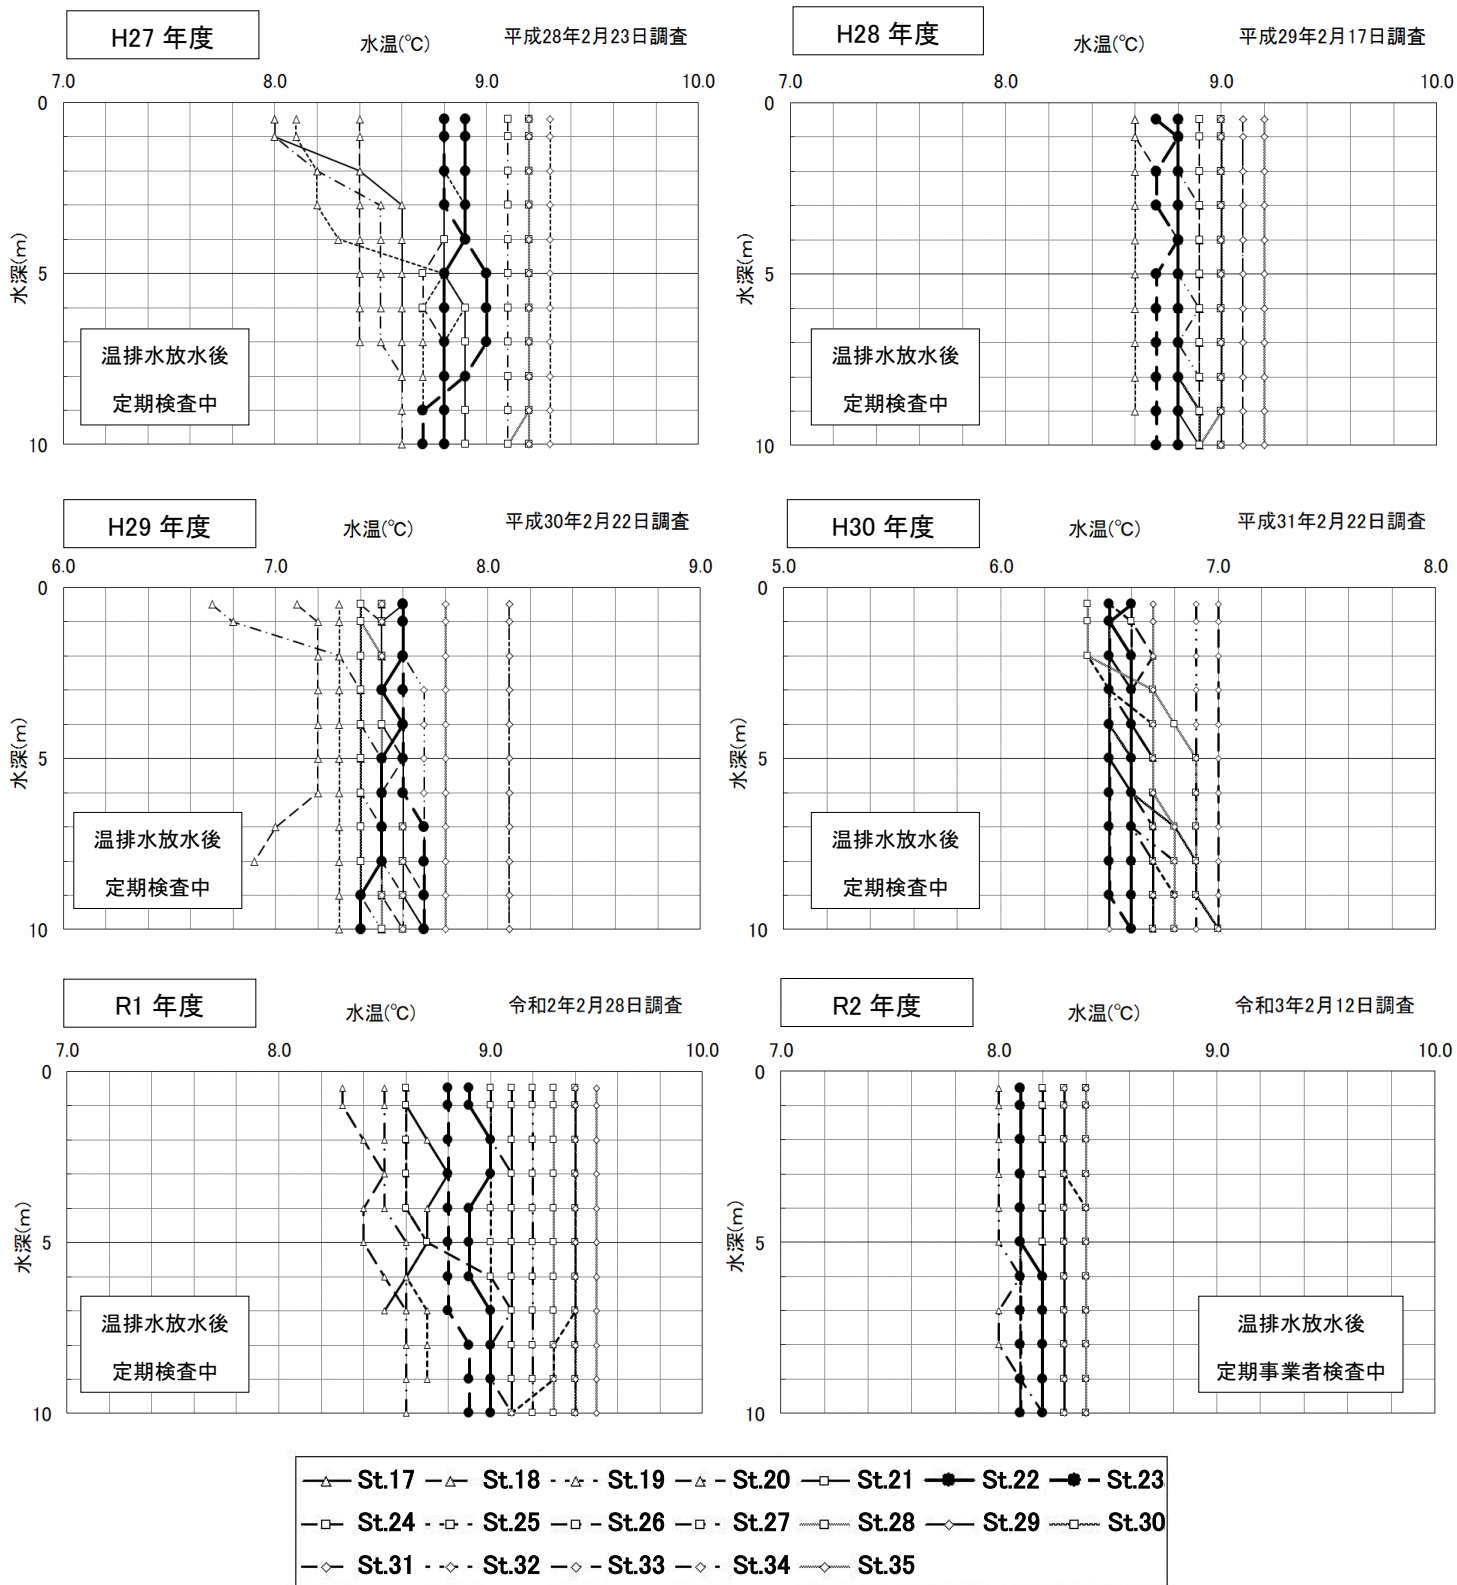 H27 年度
水温(℃)
平成28年2月23日調査
7.0 8.0 9.0 10.0
0
5
10
水深(m)
温排水放水後
定期検査中
H28 年度
水温(℃)
平成29年2月17日調査
7.0 8.0 9.0 10.0
0
5
10
水深(m)
温排水放水後
定期検査中
H29 年度
水温(℃)
平成30年2月22日調査
6.0 7.0 8.0 9.0
0
5
10
水深(m)
温排水放水後
定期検査中
H30 年度
水温(℃)
平成31年2月22日調査
5.0 6.0 7.0 8.0
0
5
10
水深(m)
温排水放水後
定期検査中
R1 年度
水温(℃)
令和2年2月28日調査
7.0 8.0 9.0 10.0
0
5
10
水深(m)
温排水放水後
定期検査中
R2 年度
水温(℃)
令和3年2月12日調査
7.0 8.0 9.0 10.0
0
5
10
水深(m)
温排水放水後
定期事業者検査中
St.17 St.18 St.19 St.20 St.21 St.22 St.23
St.24 St.25 St.26 St.27 St.28 St.29 St.30
St.31 St.32 St.33 St.34 St.35